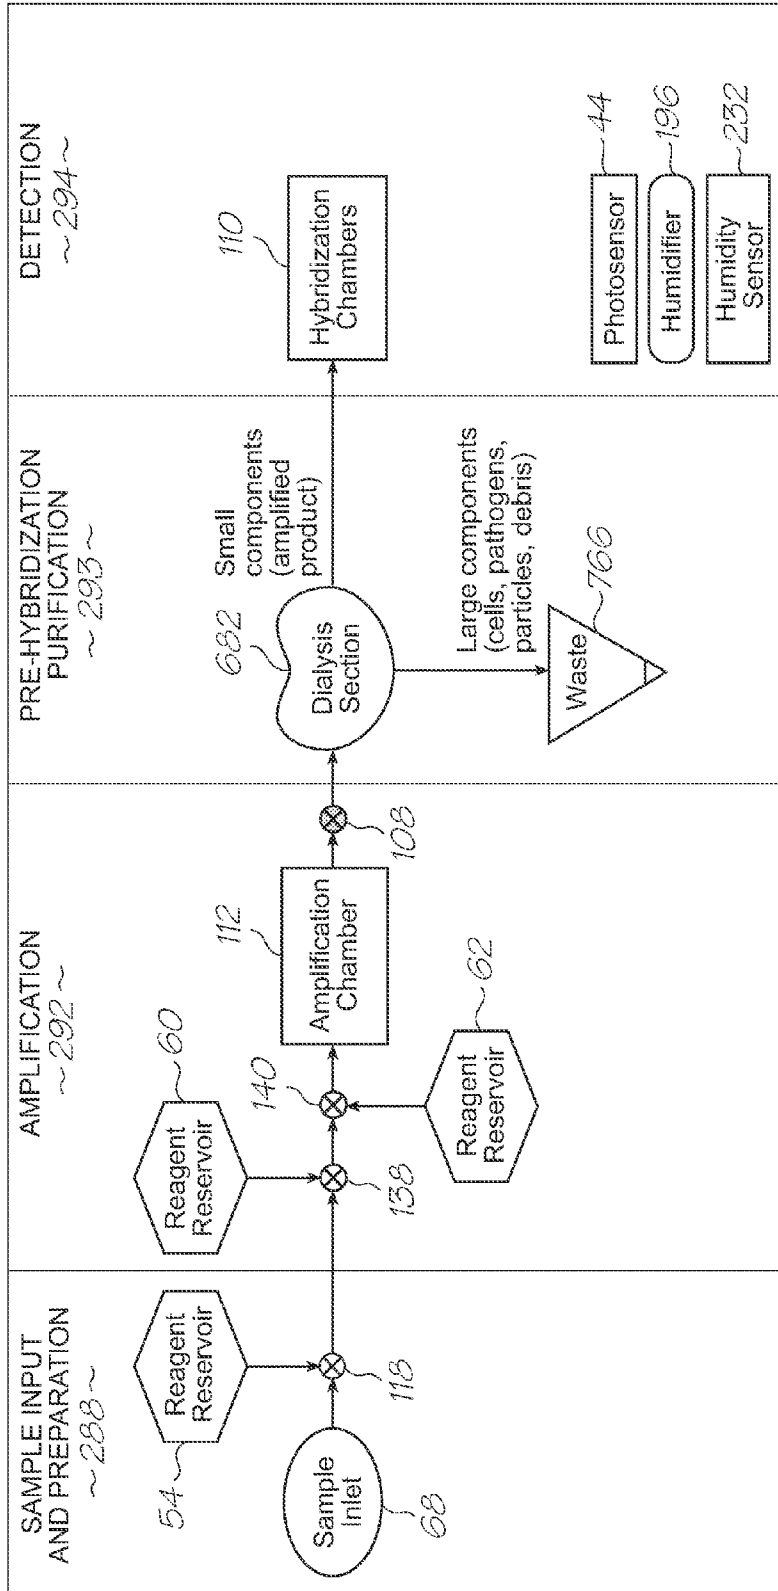 SAMPLE INPUT
AND PREPARATION
~288~
54
Reagent
Reservoir
118
Sample
Inlet
68
AMPLIFICATION
~292~
60
Reagent
Reservoir
138
140
112
Amplification
Chamber
108
62
Reagent
Reservoir
PRE-HYBRIDIZATION
PURIFICATION
~293~
682
Dialysis
Section
Small
components
(amplified
product)
Large components
(cells, pathogens,
particles, debris)
Waste
766
DETECTION
~294~
110
Hybridization
Chambers
Photosensor
44
Humidifier
196
Humidity
Sensor
232